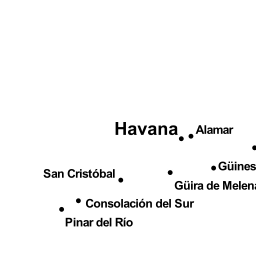 Havana
Alamar
Güines
San Cristóbal
Güira de Melena
Consolación del Sur
Pinar del Río